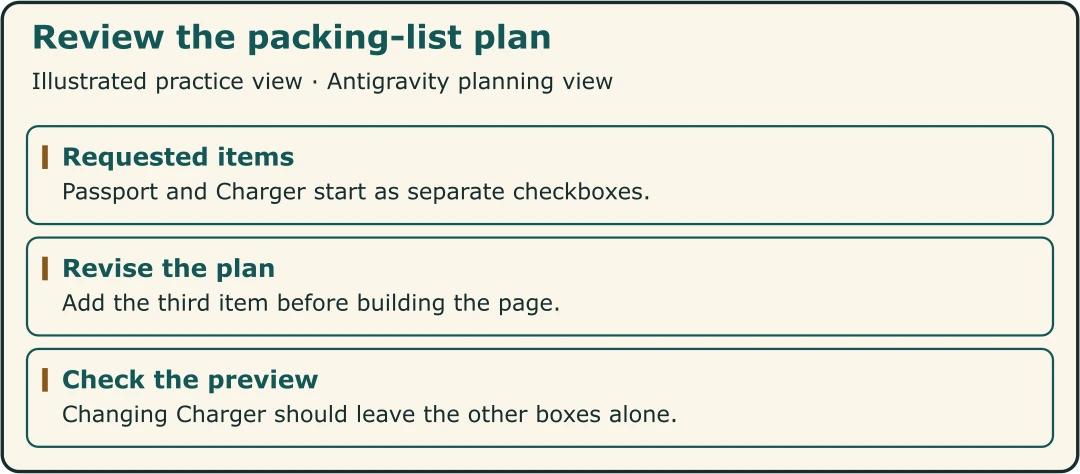 Review the packing-list plan
Illustrated practice view · Antigravity planning view
Requested items
Passport and Charger start as separate checkboxes.
Revise the plan
Add the third item before building the page.
Check the preview
Changing Charger should leave the other boxes alone.